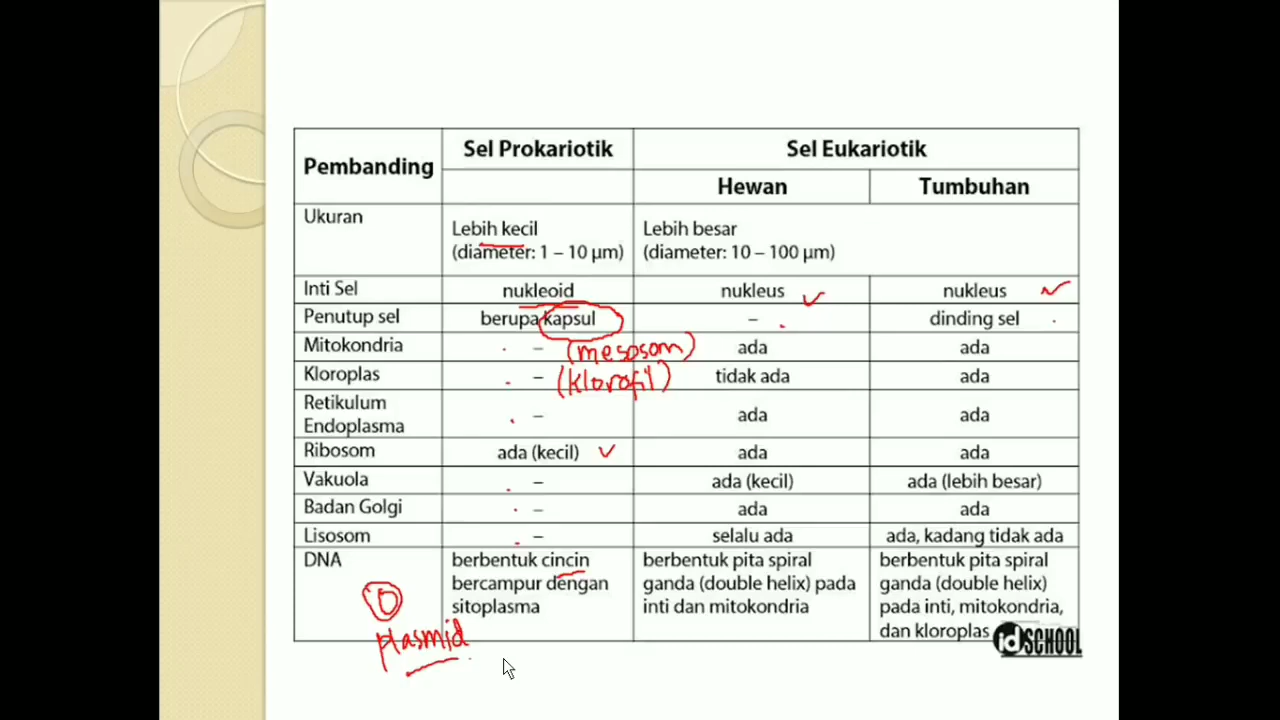 Pembanding Sel Prokariotik Sel Eukariotik
Hewan Tumbuhan
Ukuran Lebih kecil Lebih besar
(diameter: 1 – 10 µm) (diameter: 10 – 100 µm)
Inti Sel nukleoid nukleus nukleus
Penutup sel berupa kapsul – dinding sel
Mitokondria – (mesosom) ada ada
Kloroplas – (klorofil) tidak ada ada
Retikulum
Endoplasma – ada ada
Ribosom ada (kecil) ada ada
Vakuola – ada (kecil) ada (lebih besar)
Badan Golgi – ada ada
Lisosom – selalu ada ada, kadang tidak ada
DNA berbentuk cincin berbentuk pita spiral berbentuk pita spiral
bercampur dengan ganda (double helix) pada ganda (double helix)
sitoplasma inti dan mitokondria pada inti, mitokondria,
dan kloroplas
plasmid
idSCHOOL